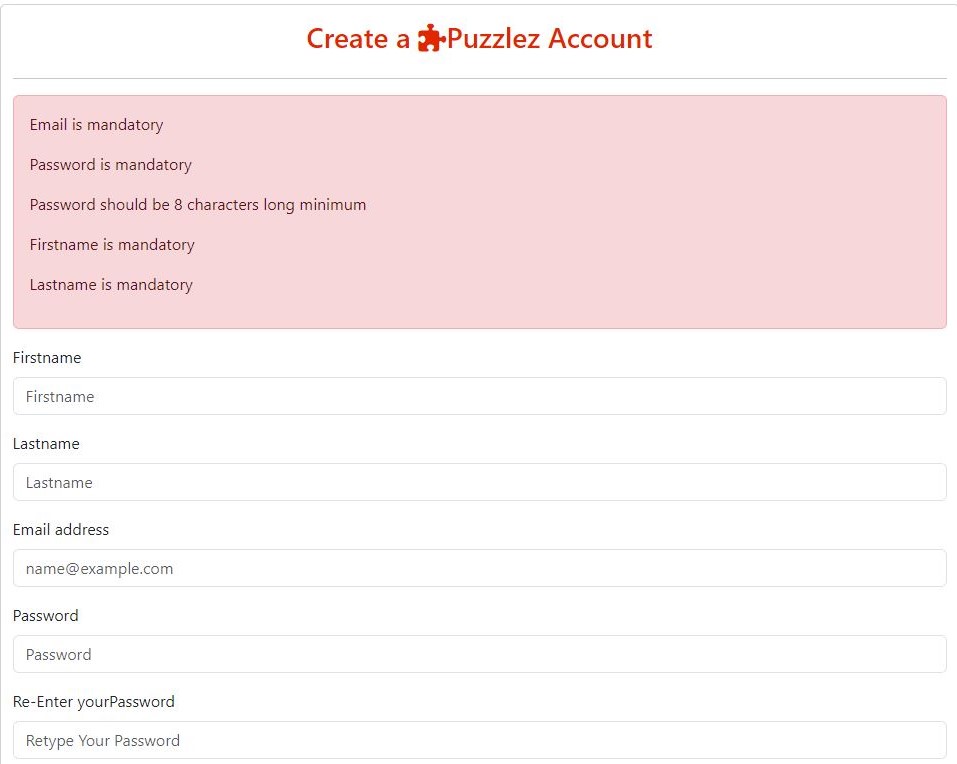 Create a Puzzlez Account
Email is mandatory
Password is mandatory
Password should be 8 characters long minimum
Firstname is mandatory
Lastname is mandatory
Firstname
Firstname
Lastname
Lastname
Email address
name@example.com
Password
Password
Re-Enter yourPassword
Retype Your Password